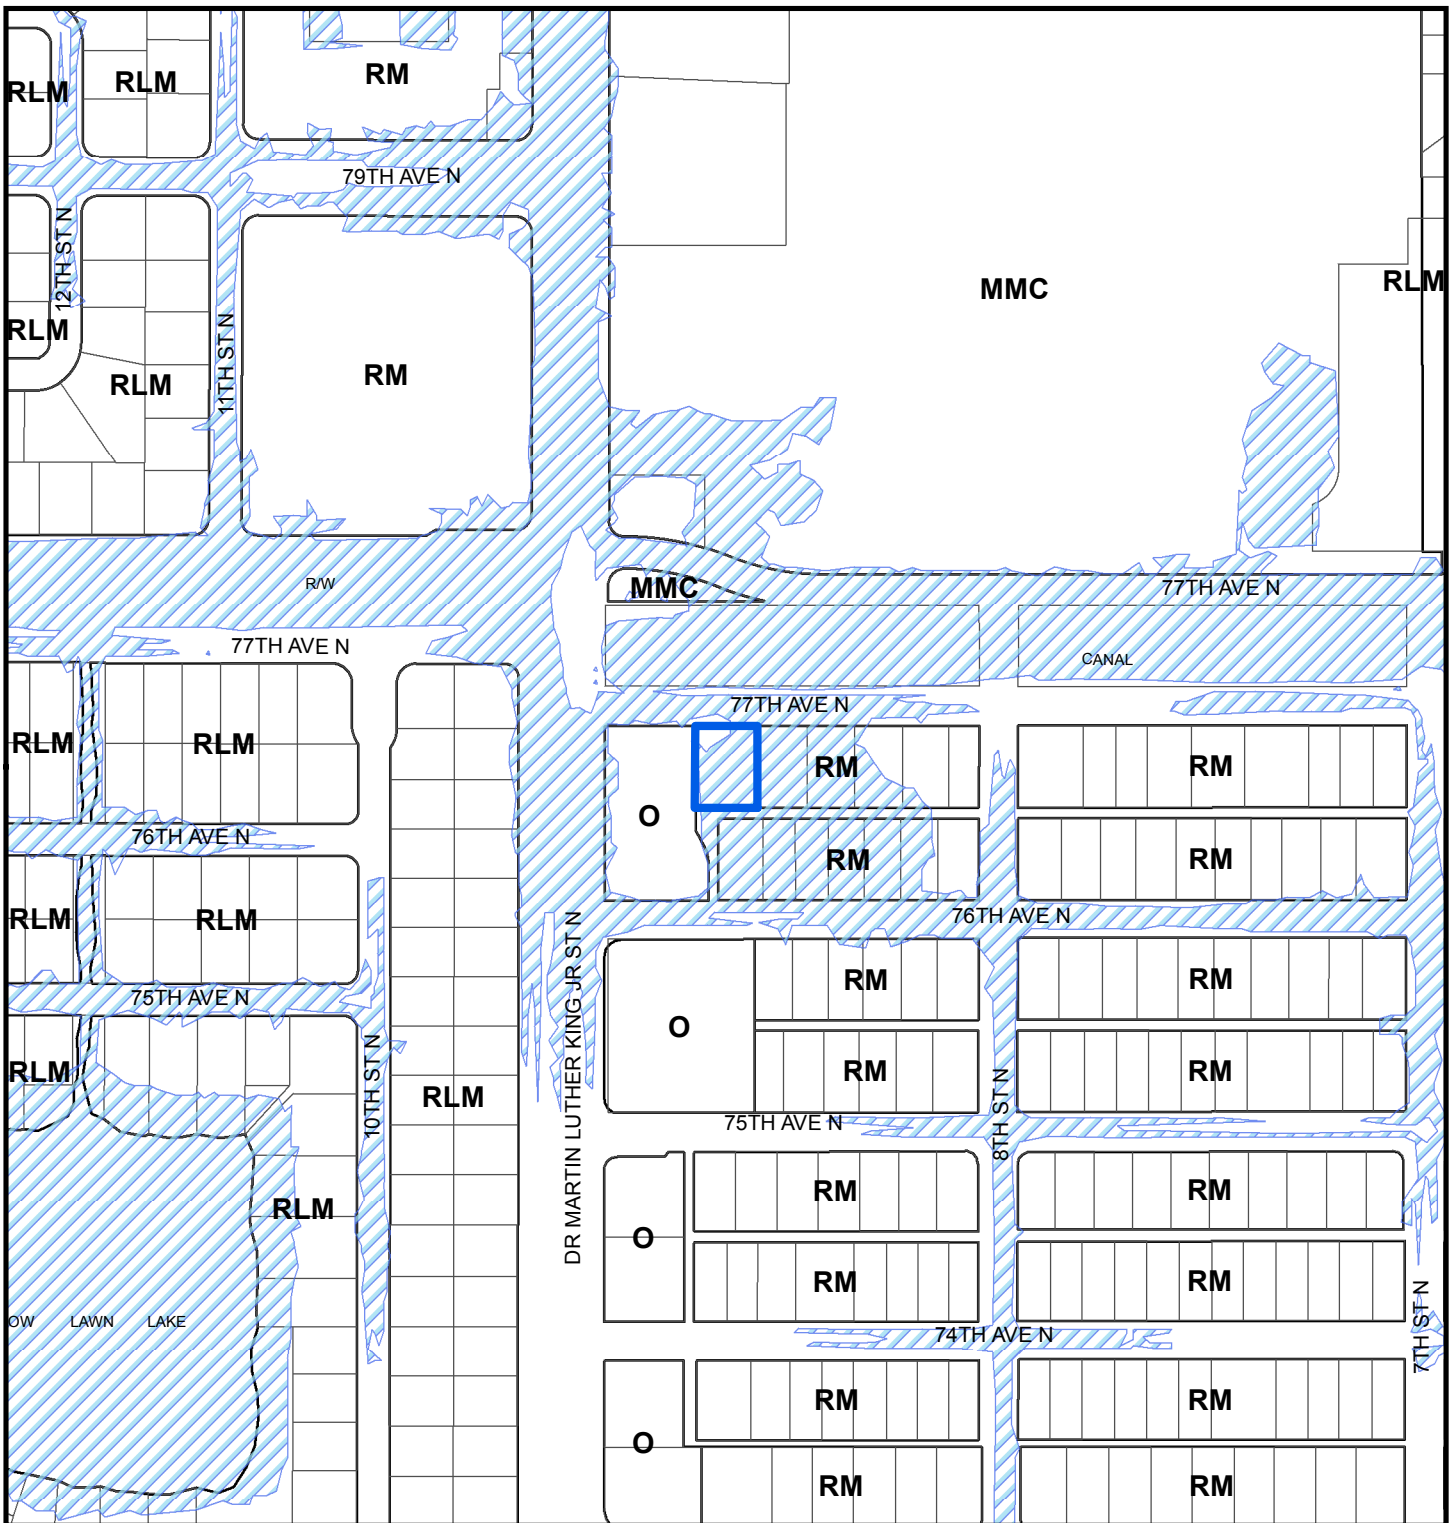 RLM
RLM
RM
79TH AVE N
12TH ST N
MMC
RLM
RLM
11TH ST N
RM
RLM
R/W
MMC
77TH AVE N
77TH AVE N
CANAL
77TH AVE N
RLM
RLM
RM
RM
O
76TH AVE N
RM
RM
RLM
RLM
76TH AVE N
DR MARTIN LUTHER KING JR ST N
RM
RM
75TH AVE N
O
RLM
10TH ST N
RLM
RM
RM
8TH ST N
75TH AVE N
RLM
RM
RM
O
RM
RM
OW LAWN LAKE
7TH ST N
74TH AVE N
RM
RM
O
RM
RM